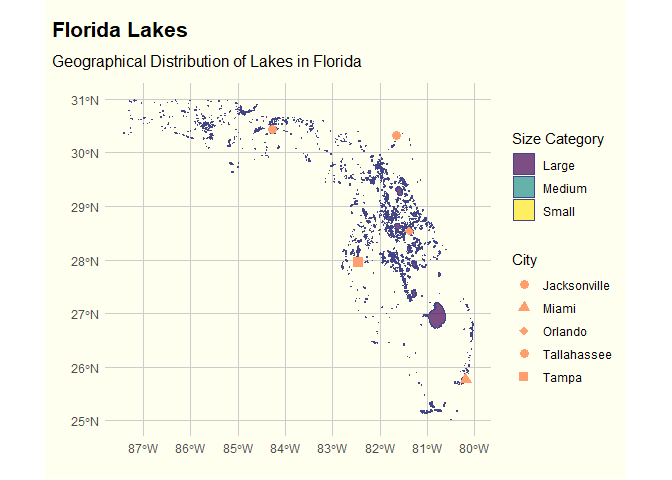 Florida Lakes
Geographical Distribution of Lakes in Florida
31°N
30°N
29°N
28°N
27°N
26°N
25°N
87°W
86°W
85°W
84°W
83°W
82°W
81°W
80°W
Size Category
Large
Medium
Small
City
Jacksonville
Miami
Orlando
Tallahassee
Tampa